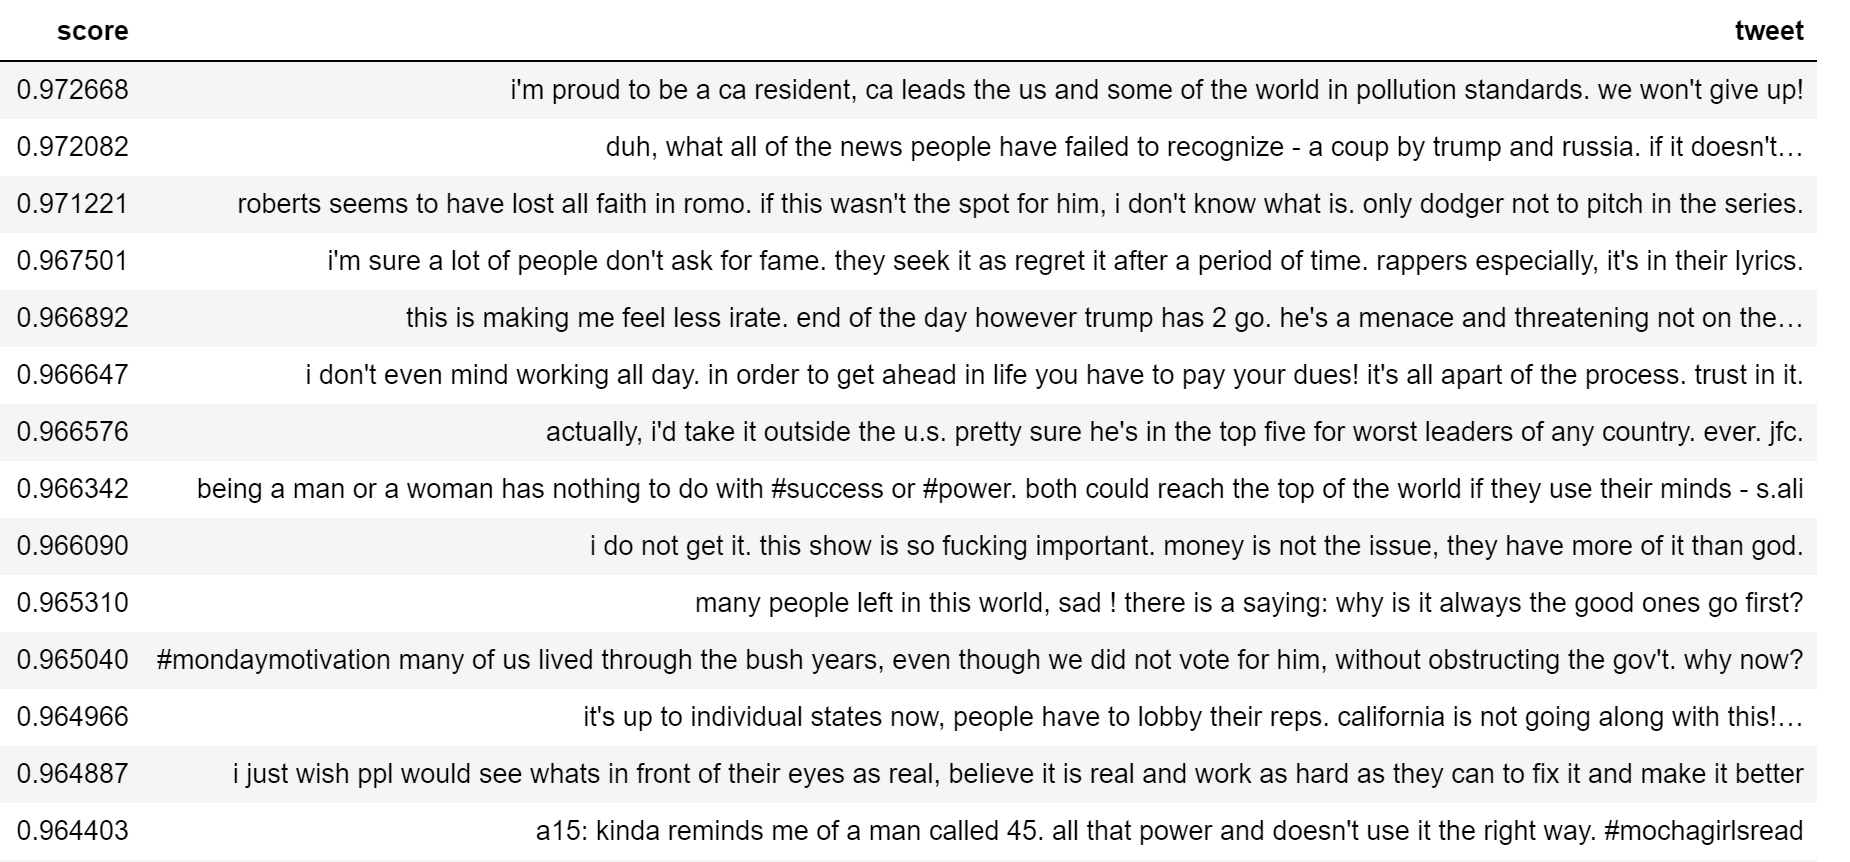 score tweet
0.972668 i'm proud to be a ca resident, ca leads the us and some of the world in pollution standards. we won't give up!
0.972082 duh, what all of the news people have failed to recognize - a coup by trump and russia. if it doesn't…
0.971221 roberts seems to have lost all faith in romo. if this wasn't the spot for him, i don't know what is. only dodger not to pitch in the series.
0.967501 i'm sure a lot of people don't ask for fame. they seek it as regret it after a period of time. rappers especially, it's in their lyrics.
0.966892 this is making me feel less irate. end of the day however trump has 2 go. he's a menace and threatening not on the…
0.966647 i don't even mind working all day. in order to get ahead in life you have to pay your dues! it's all apart of the process. trust in it.
0.966576 actually, i'd take it outside the u.s. pretty sure he's in the top five for worst leaders of any country. ever. jfc.
0.966342 being a man or a woman has nothing to do with #success or #power. both could reach the top of the world if they use their minds - s.ali
0.966090 i do not get it. this show is so fucking important. money is not the issue, they have more of it than god.
0.965310 many people left in this world, sad ! there is a saying: why is it always the good ones go first?
0.965040 #mondaymotivation many of us lived through the bush years, even though we did not vote for him, without obstructing the gov't. why now?
0.964966 it's up to individual states now, people have to lobby their reps. california is not going along with this!…
0.964887 i just wish ppl would see whats in front of their eyes as real, believe it is real and work as hard as they can to fix it and make it better
0.964403 a15: kinda reminds me of a man called 45. all that power and doesn't use it the right way. #mochagirlsread